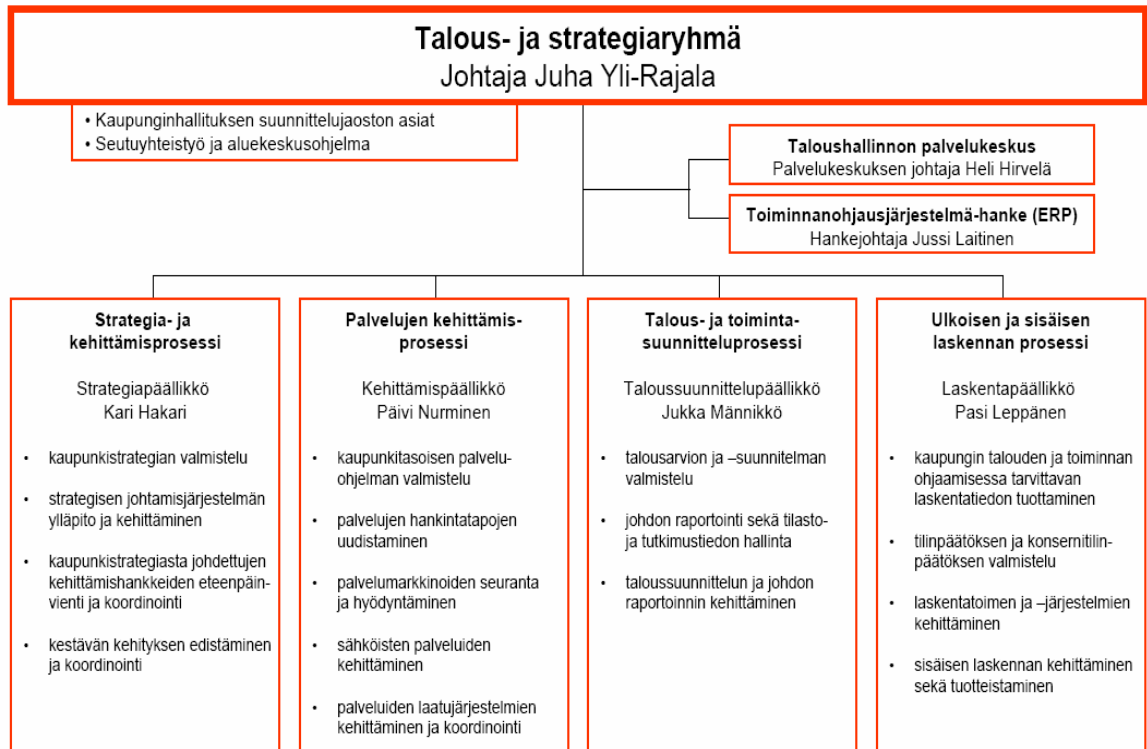 Talous- ja strategiaryhmä
Johtaja Juha Yli-Rajala
• Kaupunginhallituksen suunnittelujaoston asiat
• Seutuyhteistyö ja aluekeskusohjelma
Taloushallinnon palvelukeskus
Palvelukeskuksen johtaja Heli Hirvelä
Toiminnanohjausjärjestelmä-hanke (ERP)
Hankejohtaja Jussi Laitinen
Strategia- ja
kehittämisprosessi
Strategiapäällikkö
Kari Hakari
• kaupunkistrategian valmistelu
• strategisen johtamisjärjestelmän
ylläpito ja kehittäminen
• kaupunkistrategiasta johdettujen
kehittämishankkeiden eteenpäin-
vienti ja koordinointi
• kestävän kehityksen edistäminen
ja koordinointi
Palvelujen kehittämis-
prosessi
Kehittämispäällikkö
Päivi Nurminen
• kaupunkitasoisen palvelu-
ohjelman valmistelu
• palvelujen hankintatapojen
uudistaminen
• palvelumarkkinoiden seuranta
ja hyödyntäminen
• sähköisten palveluiden
kehittäminen
• palveluiden laatujärjestelmien
kehittäminen ja koordinointi
Talous- ja toiminta-
suunnitteluprosessi
Taloussuunnittelupäällikkö
Jukka Männikkö
• talousarvion ja –suunnitelman
valmistelu
• johdon raportointi sekä tilasto-
ja tutkimustiedon hallinta
• taloussuunnittelun ja johdon
raportoinnin kehittäminen
Ulkoisen ja sisäisen
laskennan prosessi
Laskentapäällikkö
Pasi Leppänen
• kaupungin talouden ja toiminnan
ohjaamisessa tarvittavan
laskentatiedon tuottaminen
• tilinpäätöksen ja konsernitilin-
päätöksen valmistelu
• laskentatoimen ja –järjestelmien
kehittäminen
• sisäisen laskennan kehittäminen
sekä tuotteistaminen